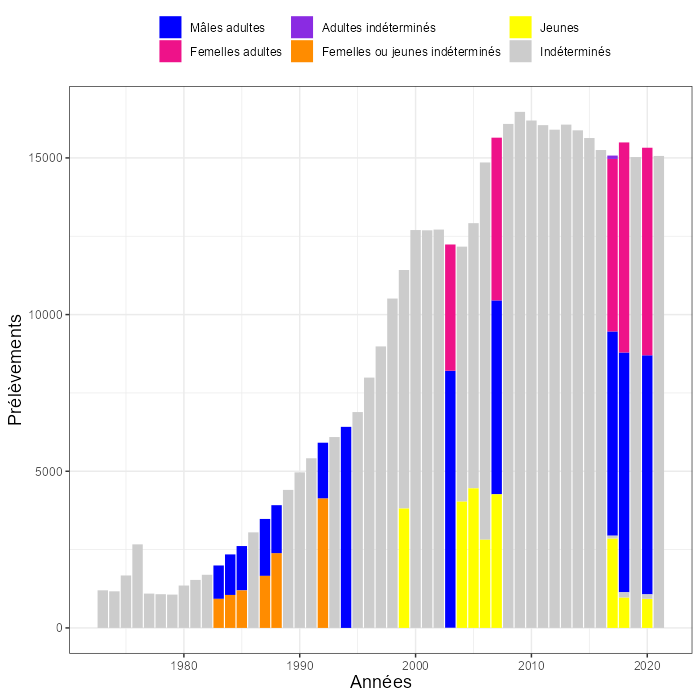 Mâles adultes
Adultes indéterminés
Jeunes
Femelles adultes
Femelles ou jeunes indéterminés
Indéterminés
Prélèvements
15000
10000
5000
0
1980
1990
2000
2010
2020
Années